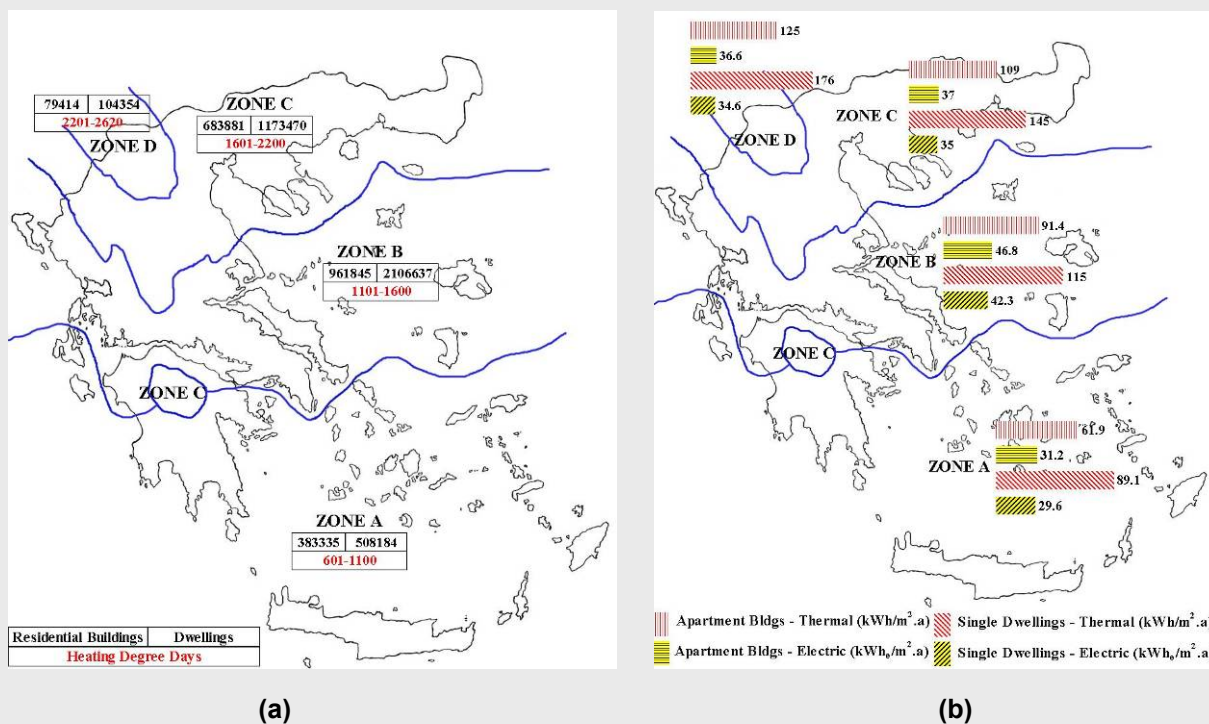 79414 104354
2201-2620
ZONE D
ZONE C
683881 1173470
1601-2200
ZONE B
961845 2106637
1101-1600
ZONE C
ZONE A
383335 508184
601-1100
Residential Buildings Dwellings
Heating Degree Days
(a)
125
36.6
176
34.6
ZONE D
109
37
ZONE C
145
35
91.4
46.8
ZONE B
115
42.3
ZONE C
61.9
31.2
ZONE A
89.1
29.6
Apartment Bldgs - Thermal (kWh/m².a) Single Dwellings - Thermal (kWh/m².a)
Apartment Bldgs - Electric (kWhₑ/m².a) Single Dwellings - Electric (kWhₑ/m².a)
(b)